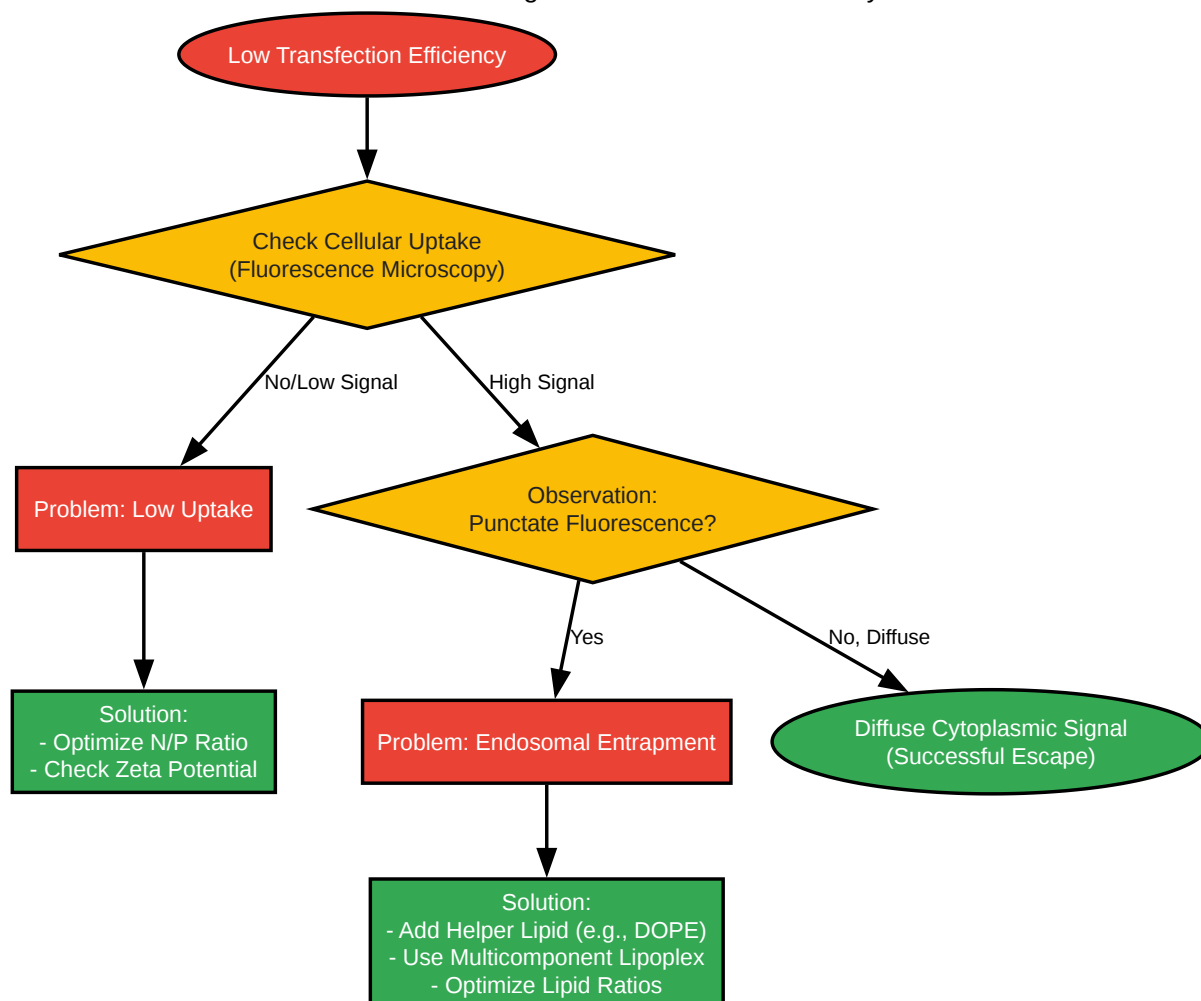 Low Transfection Efficiency
Check Cellular Uptake
(Fluorescence Microscopy)
No/Low Signal
High Signal
Problem: Low Uptake
Observation:
Punctate Fluorescence?
Yes
No, Diffuse
Solution:
- Optimize N/P Ratio
- Check Zeta Potential
Problem: Endosomal Entrapment
Diffuse Cytoplasmic Signal
(Successful Escape)
Solution:
- Add Helper Lipid (e.g., DOPE)
- Use Multicomponent Lipoplex
- Optimize Lipid Ratios